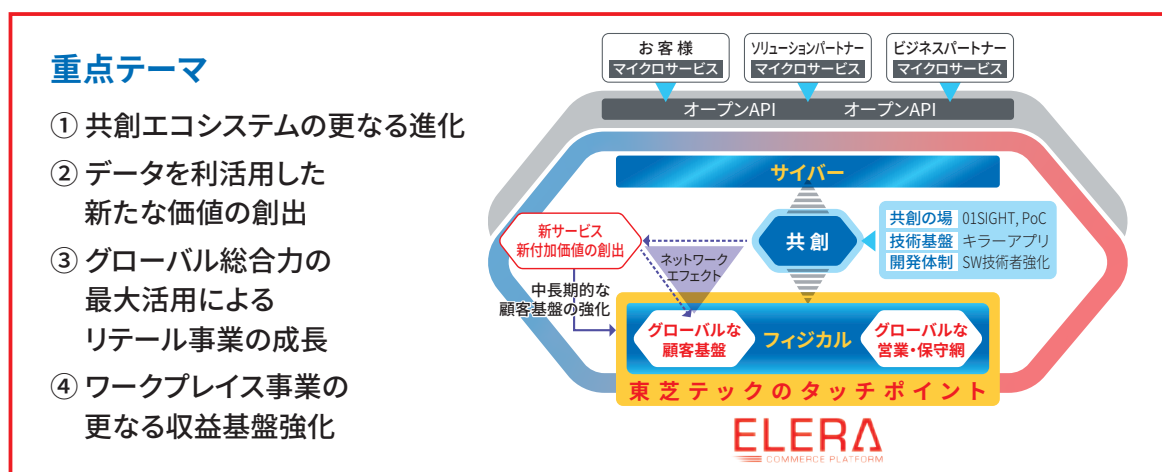 重点テーマ
① 共創エコシステムの更なる進化
② データを利活用した
新たな価値の創出
③ グローバル総合力の
最大活用による
リテール事業の成長
④ ワークプレイス事業の
更なる収益基盤強化
お客様
マイクロサービス
ソリューションパートナー
マイクロサービス
ビジネスパートナー
マイクロサービス
オープンAPI
オープンAPI
サイバー
新サービス
新付加価値の創出
共創
共創の場 01SIGHT, PoC
技術基盤 キラーアプリ
開発体制 SW技術者強化
ネットワーク
エフェクト
中長期的な
顧客基盤の強化
グローバルな
顧客基盤
フィジカル
グローバルな
営業・保守網
東芝テックのタッチポイント
ELERA
COMMERCE PLATFORM